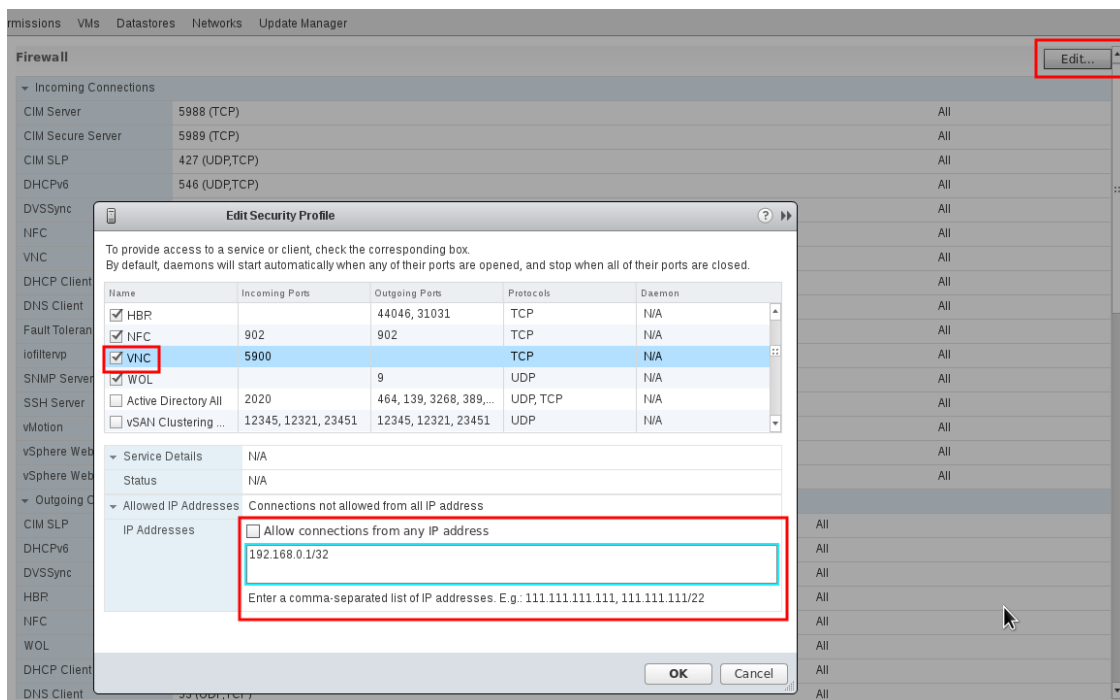 rmissions VMs Datastores Networks Update Manager
Firewall
Edit...
Incoming Connections
CIM Server 5988 (TCP) All
CIM Secure Server 5989 (TCP) All
CIM SLP 427 (UDP,TCP) All
DHCPv6 546 (UDP,TCP) All
DVSSync All
NFC All
VNC All
DHCP Client All
DNS Client All
Fault Toleran All
iofiltervp All
SNMP Server All
SSH Server All
vMotion All
vSphere Web All
vSphere Web All
Outgoing C
CIM SLP All
DHCPv6 All
DVSSync All
HBR All
NFC All
WOL All
DHCP Client All
DNS Client 53 (UDP,TCP) All
Edit Security Profile
?
To provide access to a service or client, check the corresponding box.
By default, daemons will start automatically when any of their ports are opened, and stop when all of their ports are closed.
Name Incoming Ports Outgoing Ports Protocols Daemon
HBR 44046, 31031 TCP N/A
NFC 902 902 TCP N/A
VNC 5900 TCP N/A
WOL 9 UDP N/A
Active Directory All 2020 464, 139, 3268, 389,... UDP, TCP N/A
vSAN Clustering ... 12345, 12321, 23451 12345, 12321, 23451 UDP N/A
Service Details N/A
Status N/A
Allowed IP Addresses Connections not allowed from all IP address
IP Addresses Allow connections from any IP address
192.168.0.1/32
Enter a comma-separated list of IP addresses. E.g.: 111.111.111.111, 111.111.111/22
OK Cancel